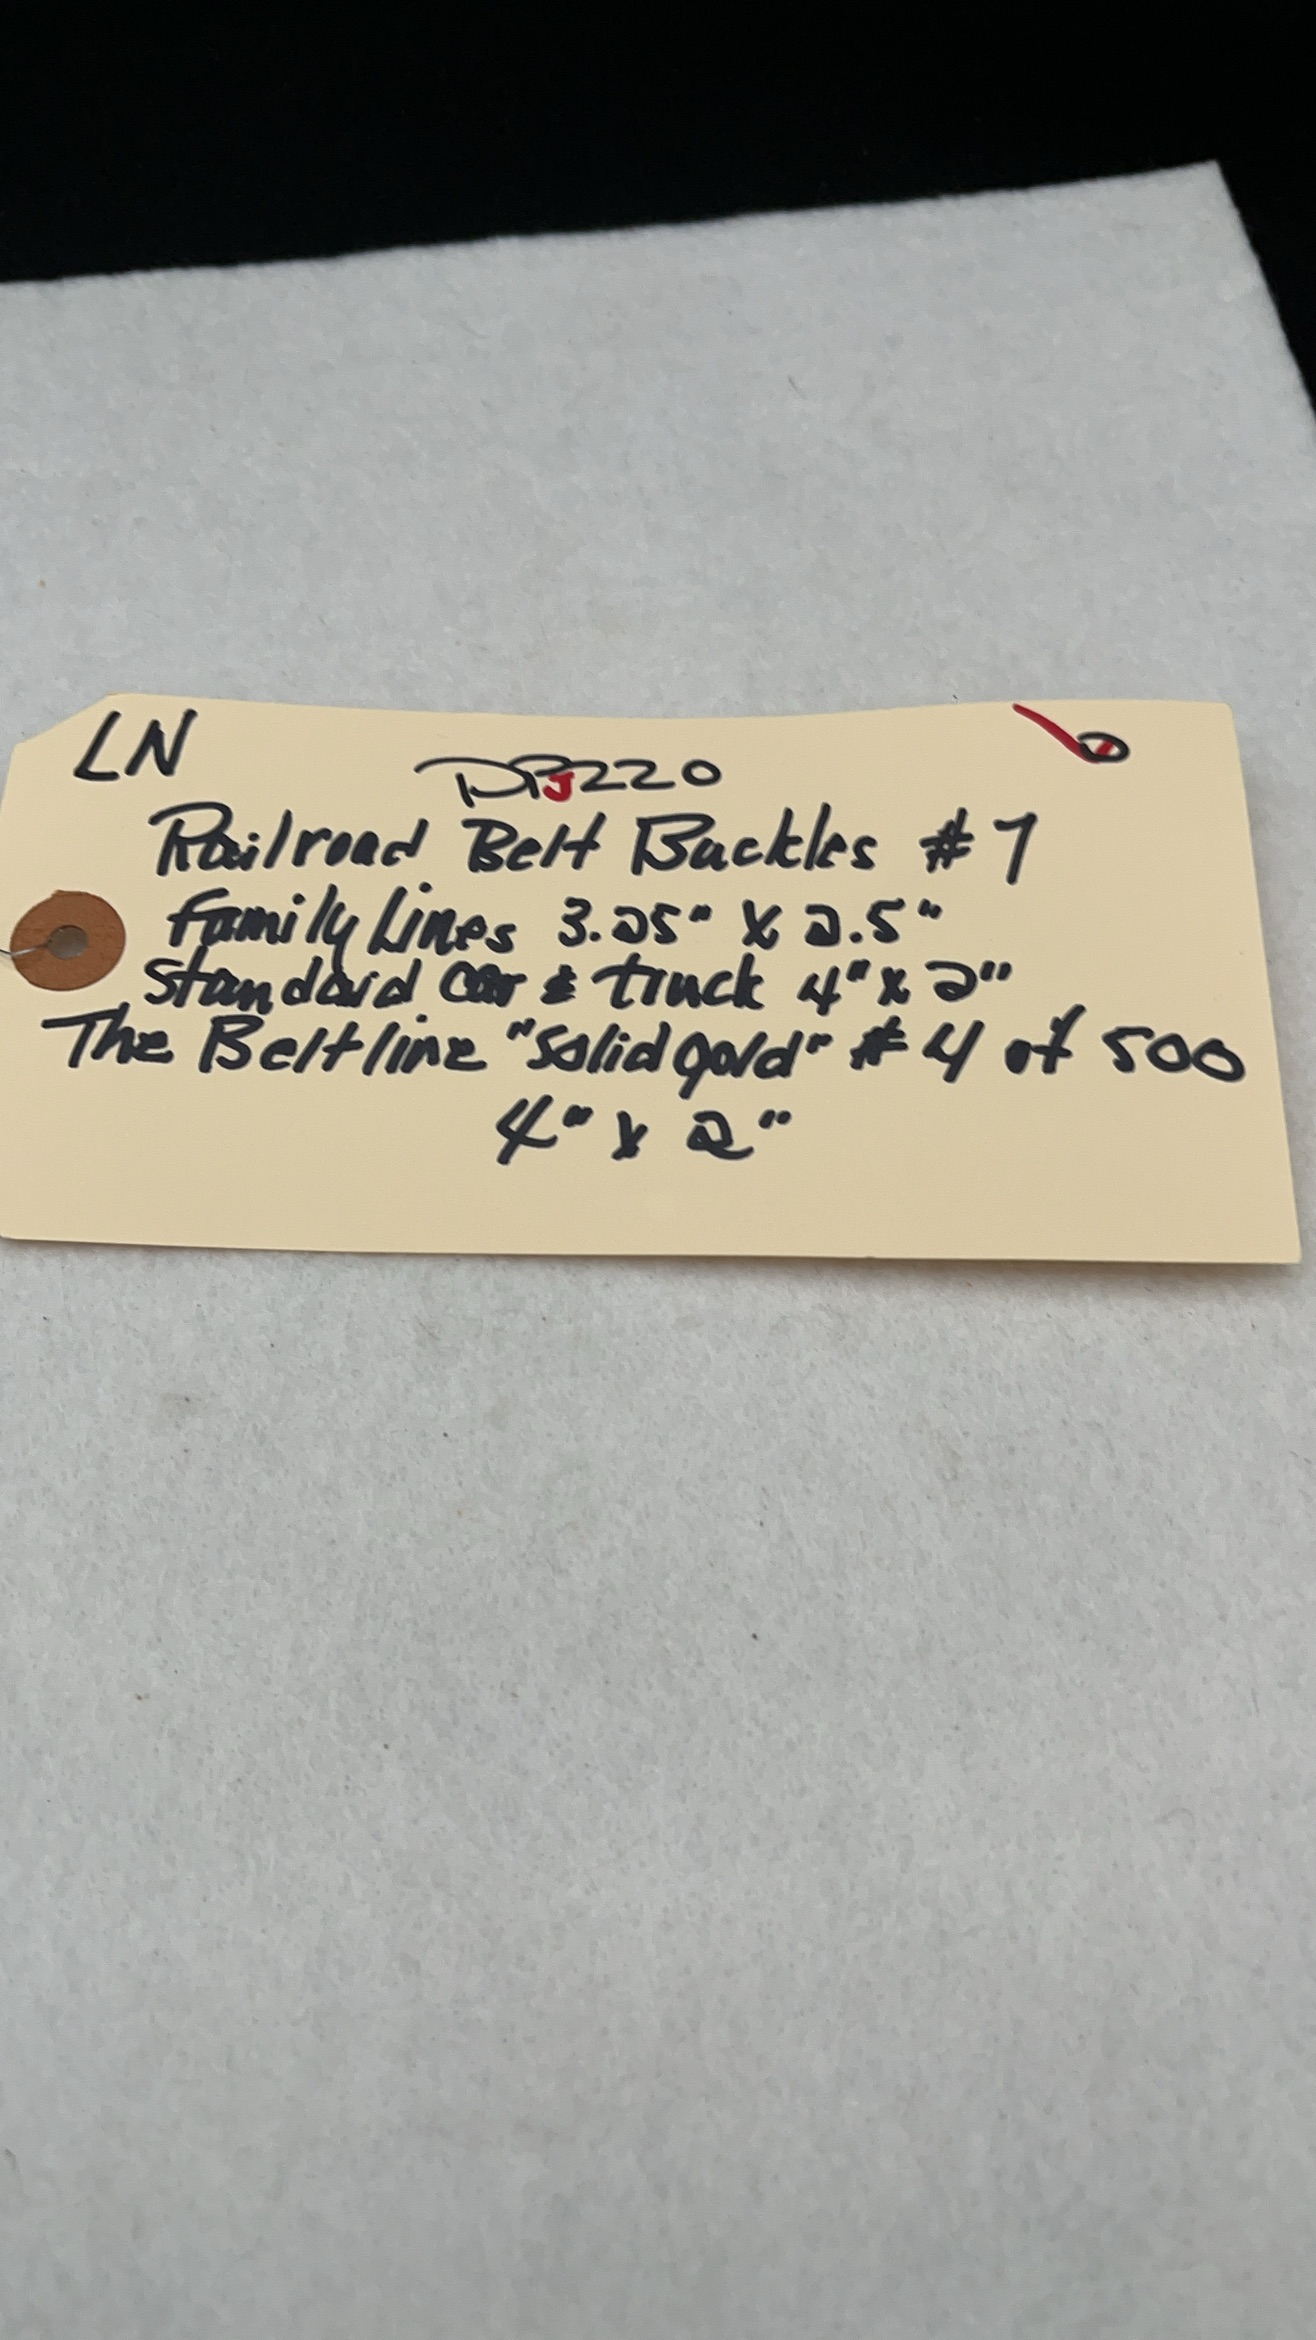 LN
DPJ220
Railroad Belt Buckles #7
Family Lines 3.25" X 2.5"
Standard car & truck 4" x 2"
The Beltline "Solid gold" #4 of 500
4" x 2"